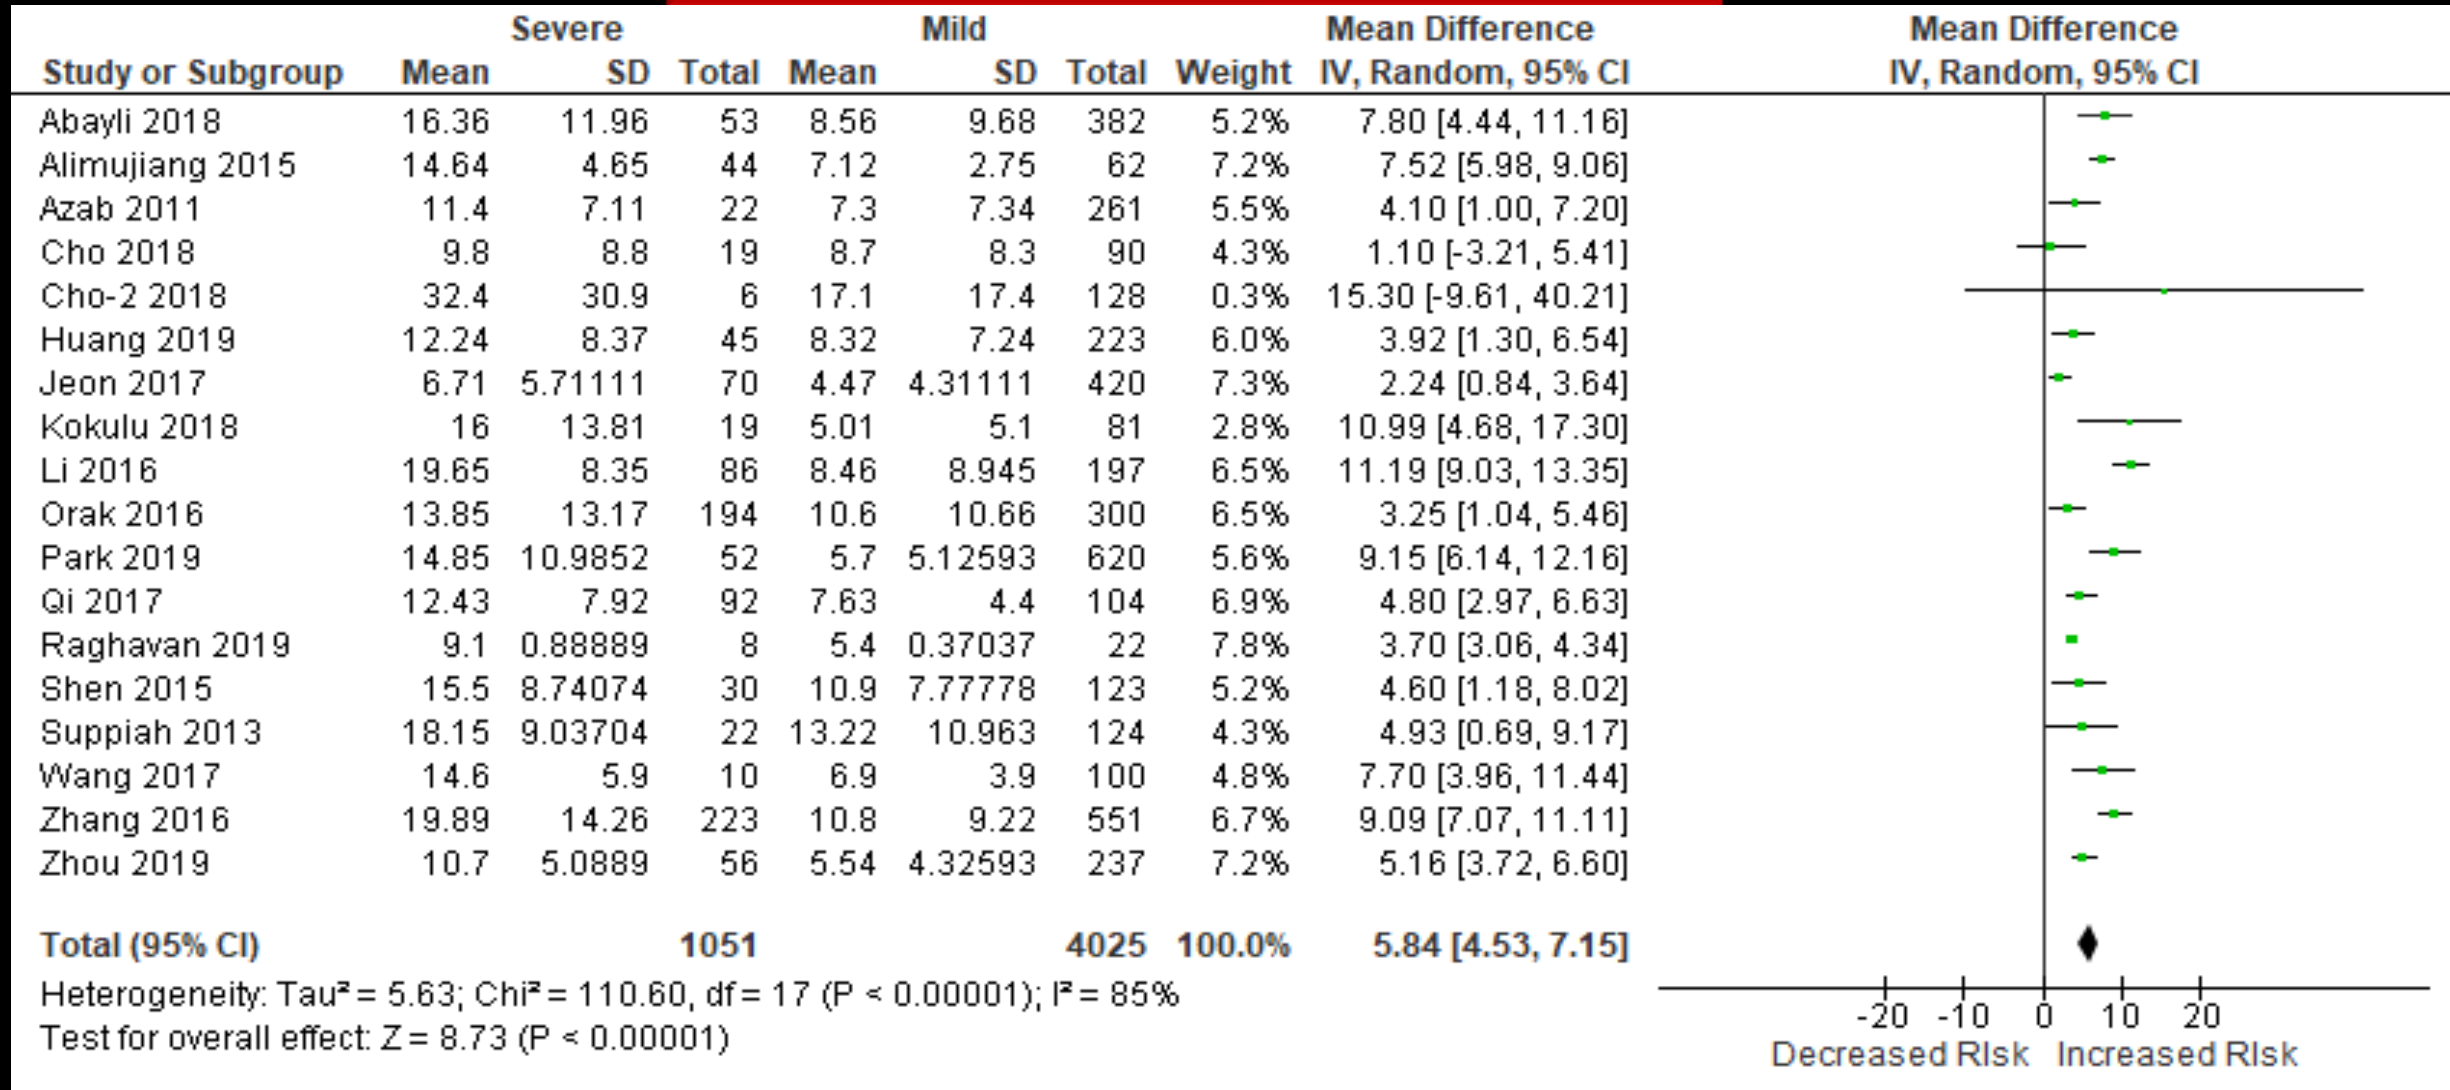 Severe Mild Mean Difference Mean Difference
Study or Subgroup Mean SD Total Mean SD Total Weight IV, Random, 95% CI IV, Random, 95% CI
Abayli 2018 16.36 11.96 53 8.56 9.68 382 5.2% 7.80 [4.44, 11.16]
Alimujiang 2015 14.64 4.65 44 7.12 2.75 62 7.2% 7.52 [5.98, 9.06]
Azab 2011 11.4 7.11 22 7.3 7.34 261 5.5% 4.10 [1.00, 7.20]
Cho 2018 9.8 8.8 19 8.7 8.3 90 4.3% 1.10 [-3.21, 5.41]
Cho-2 2018 32.4 30.9 6 17.1 17.4 128 0.3% 15.30 [-9.61, 40.21]
Huang 2019 12.24 8.37 45 8.32 7.24 223 6.0% 3.92 [1.30, 6.54]
Jeon 2017 6.71 5.71111 70 4.47 4.31111 420 7.3% 2.24 [0.84, 3.64]
Kokulu 2018 16 13.81 19 5.01 5.1 81 2.8% 10.99 [4.68, 17.30]
Li 2016 19.65 8.35 86 8.46 8.945 197 6.5% 11.19 [9.03, 13.35]
Orak 2016 13.85 13.17 194 10.6 10.66 300 6.5% 3.25 [1.04, 5.46]
Park 2019 14.85 10.9852 52 5.7 5.12593 620 5.6% 9.15 [6.14, 12.16]
Qi 2017 12.43 7.92 92 7.63 4.4 104 6.9% 4.80 [2.97, 6.63]
Raghavan 2019 9.1 0.88889 8 5.4 0.37037 22 7.8% 3.70 [3.06, 4.34]
Shen 2015 15.5 8.74074 30 10.9 7.77778 123 5.2% 4.60 [1.18, 8.02]
Suppiah 2013 18.15 9.03704 22 13.22 10.963 124 4.3% 4.93 [0.69, 9.17]
Wang 2017 14.6 5.9 10 6.9 3.9 100 4.8% 7.70 [3.96, 11.44]
Zhang 2016 19.89 14.26 223 10.8 9.22 551 6.7% 9.09 [7.07, 11.11]
Zhou 2019 10.7 5.0889 56 5.54 4.32593 237 7.2% 5.16 [3.72, 6.60]
Total (95% CI) 1051 4025 100.0% 5.84 [4.53, 7.15]
Heterogeneity: Tau² = 5.63; Chi² = 110.60, df = 17 (P < 0.00001); I² = 85%
Test for overall effect: Z = 8.73 (P < 0.00001)
-20 -10 0 10 20
Decreased RIsk Increased RIsk